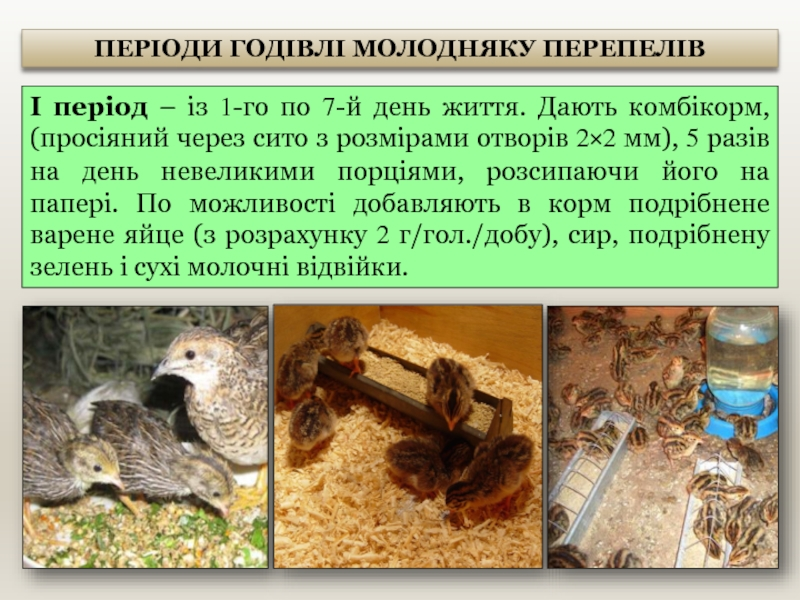 ПЕРІОДИ ГОДІВЛІ МОЛОДНЯКУ ПЕРЕПЕЛІВ
І період – із 1-го по 7-й день життя. Дають комбікорм,
(просіяний через сито з розмірами отворів 2×2 мм), 5 разів
на день невеликими порціями, розсипаючи його на
папері. По можливості добавляють в корм подрібнене
варене яйце (з розрахунку 2 г/гол./добу), сир, подрібнену
зелень і сухі молочні відвійки.